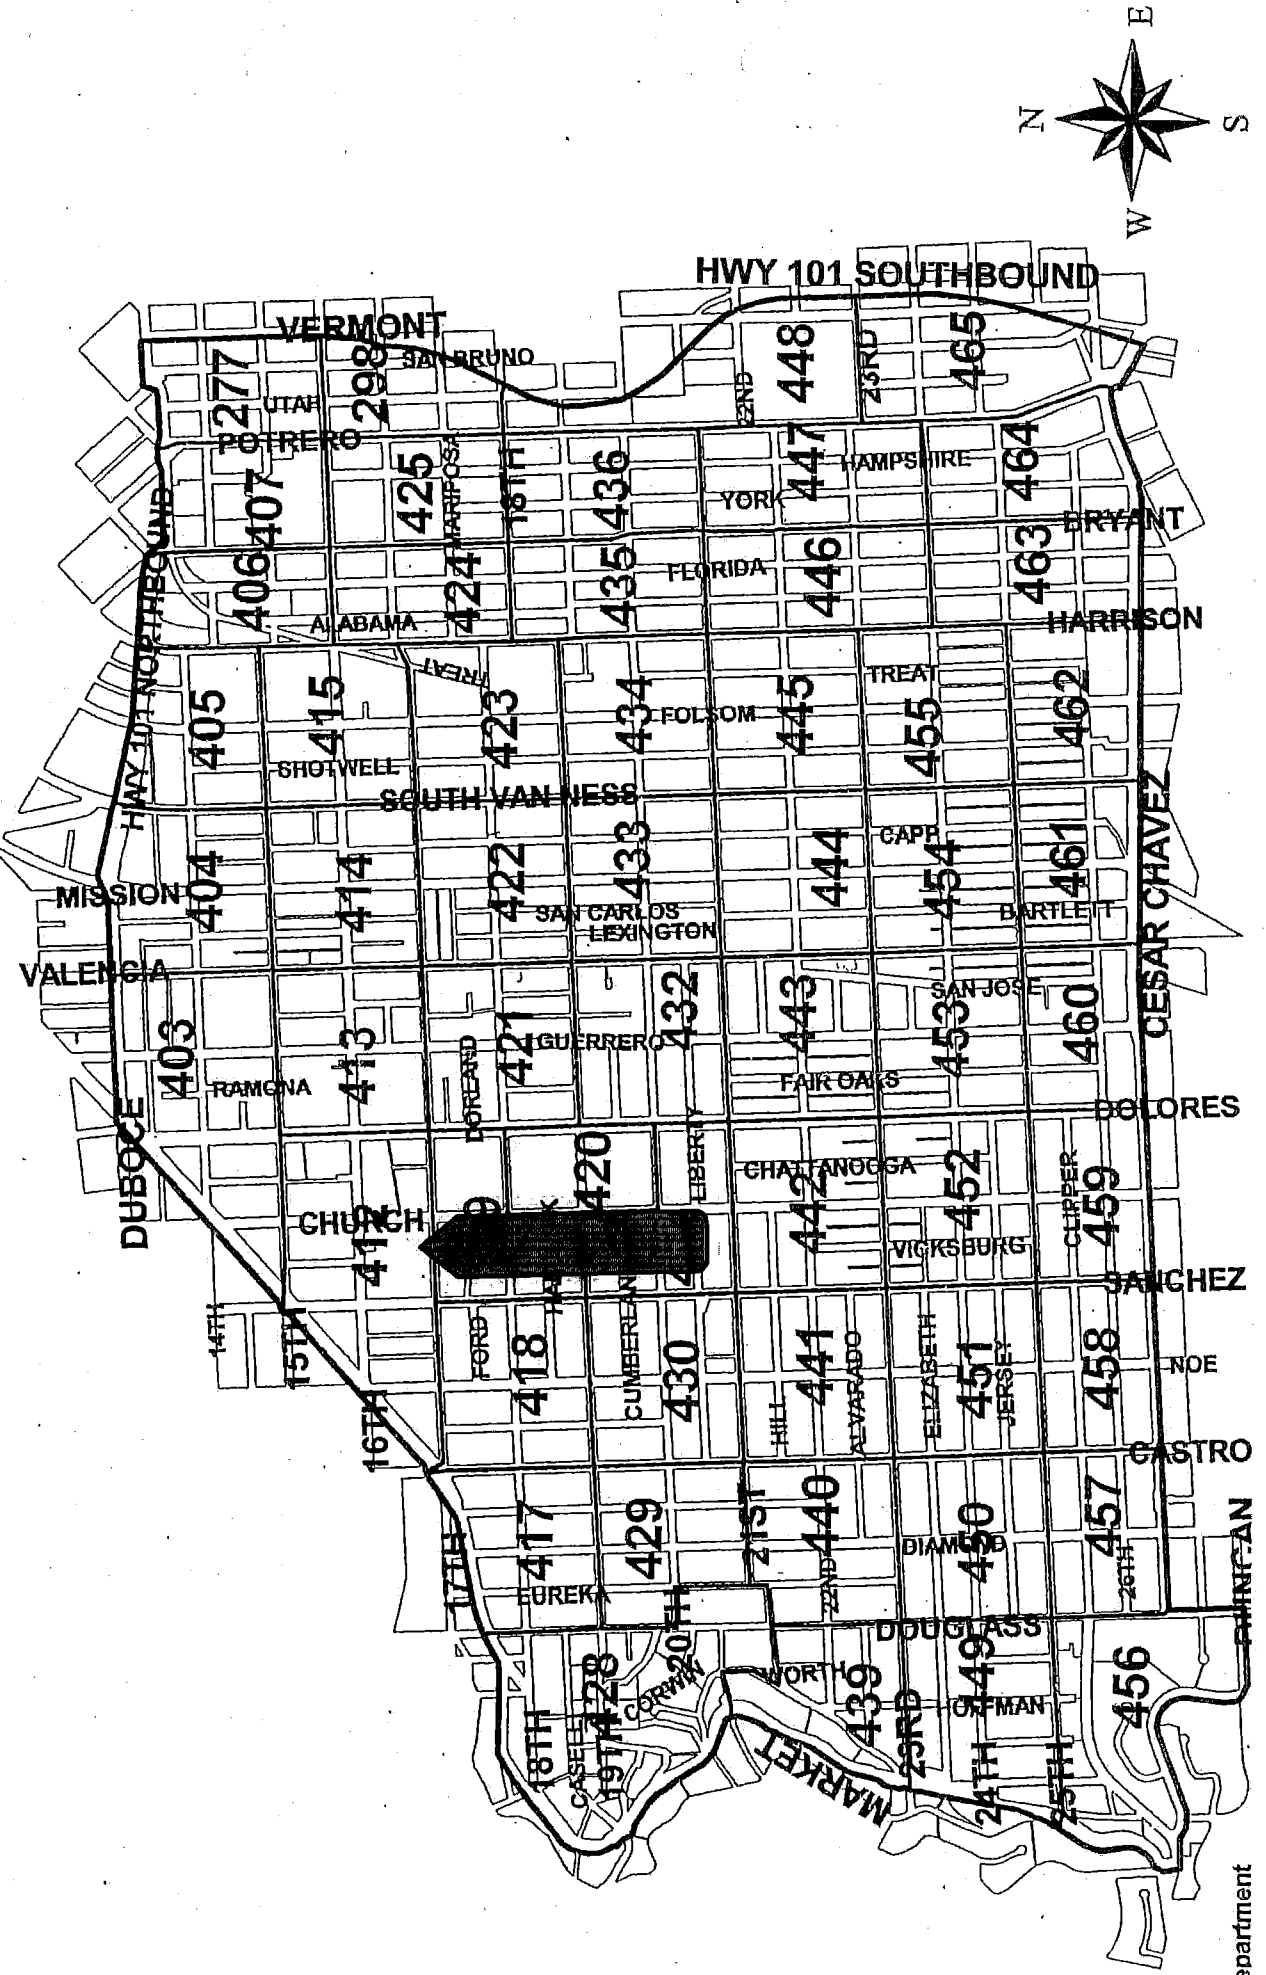 E
N
S
W
HWY 101 SOUTHBOUND
VERMONT
SAN BRUNO
277
298
448
23RD
465
UTAH
22ND
POTRERO
407
425
MARIPOSA
18TH
436
YORK
447
HAMPSHIRE
464
BRYANT
HWY 101 NORTHBOUND
406
424
435
FLORIDA
446
463
ALABAMA
HARRISON
TREAT
TREAT
405
415
423
434
FOLSOM
445
455
462
SHOTWELL
SOUTH VAN NESS
CAPP
404
414
422
433
444
454
461
MISSION
SAN CARLOS
LEXINGTON
BARTLETT
CESAR CHAVEZ
VALENCIA
403
413
421
432
443
SAN JOSE
453
460
GUERRERO
RAMONA
DORLAND
FAIR OAKS
DOLORES
DUBOCE
420
LIBERTY
CHATTANOOGA
442
452
CLIPPER
459
CHURCH
412
9
VICKSBURG
SANCHEZ
14TH
15TH
FORD
418
430
441
ALVARADO
ELIZABETH
451
JERSEY
458
NOE
16TH
HILL
CASTRO
17TH
417
429
21ST
440
450
457
DIAMOND
22ND
26TH
EUREKA
20TH
DOUGLASS
428
CORWIN
WORTH
439
449
HOFFMAN
456
18TH
CASELLI
19TH
MARKET
23RD
24TH
25TH